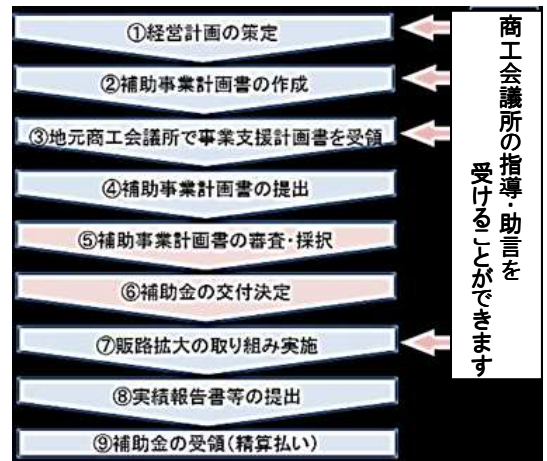 ①経営計画の策定
②補助事業計画書の作成
③地元商工会議所で事業支援計画書を受領
④補助事業計画書の提出
⑤補助事業計画書の審査・採択
⑥補助金の交付決定
⑦販路拡大の取り組み実施
⑧実績報告書等の提出
⑨補助金の受領(精算払い)
商工会議所の指導・助言を
受けることができます